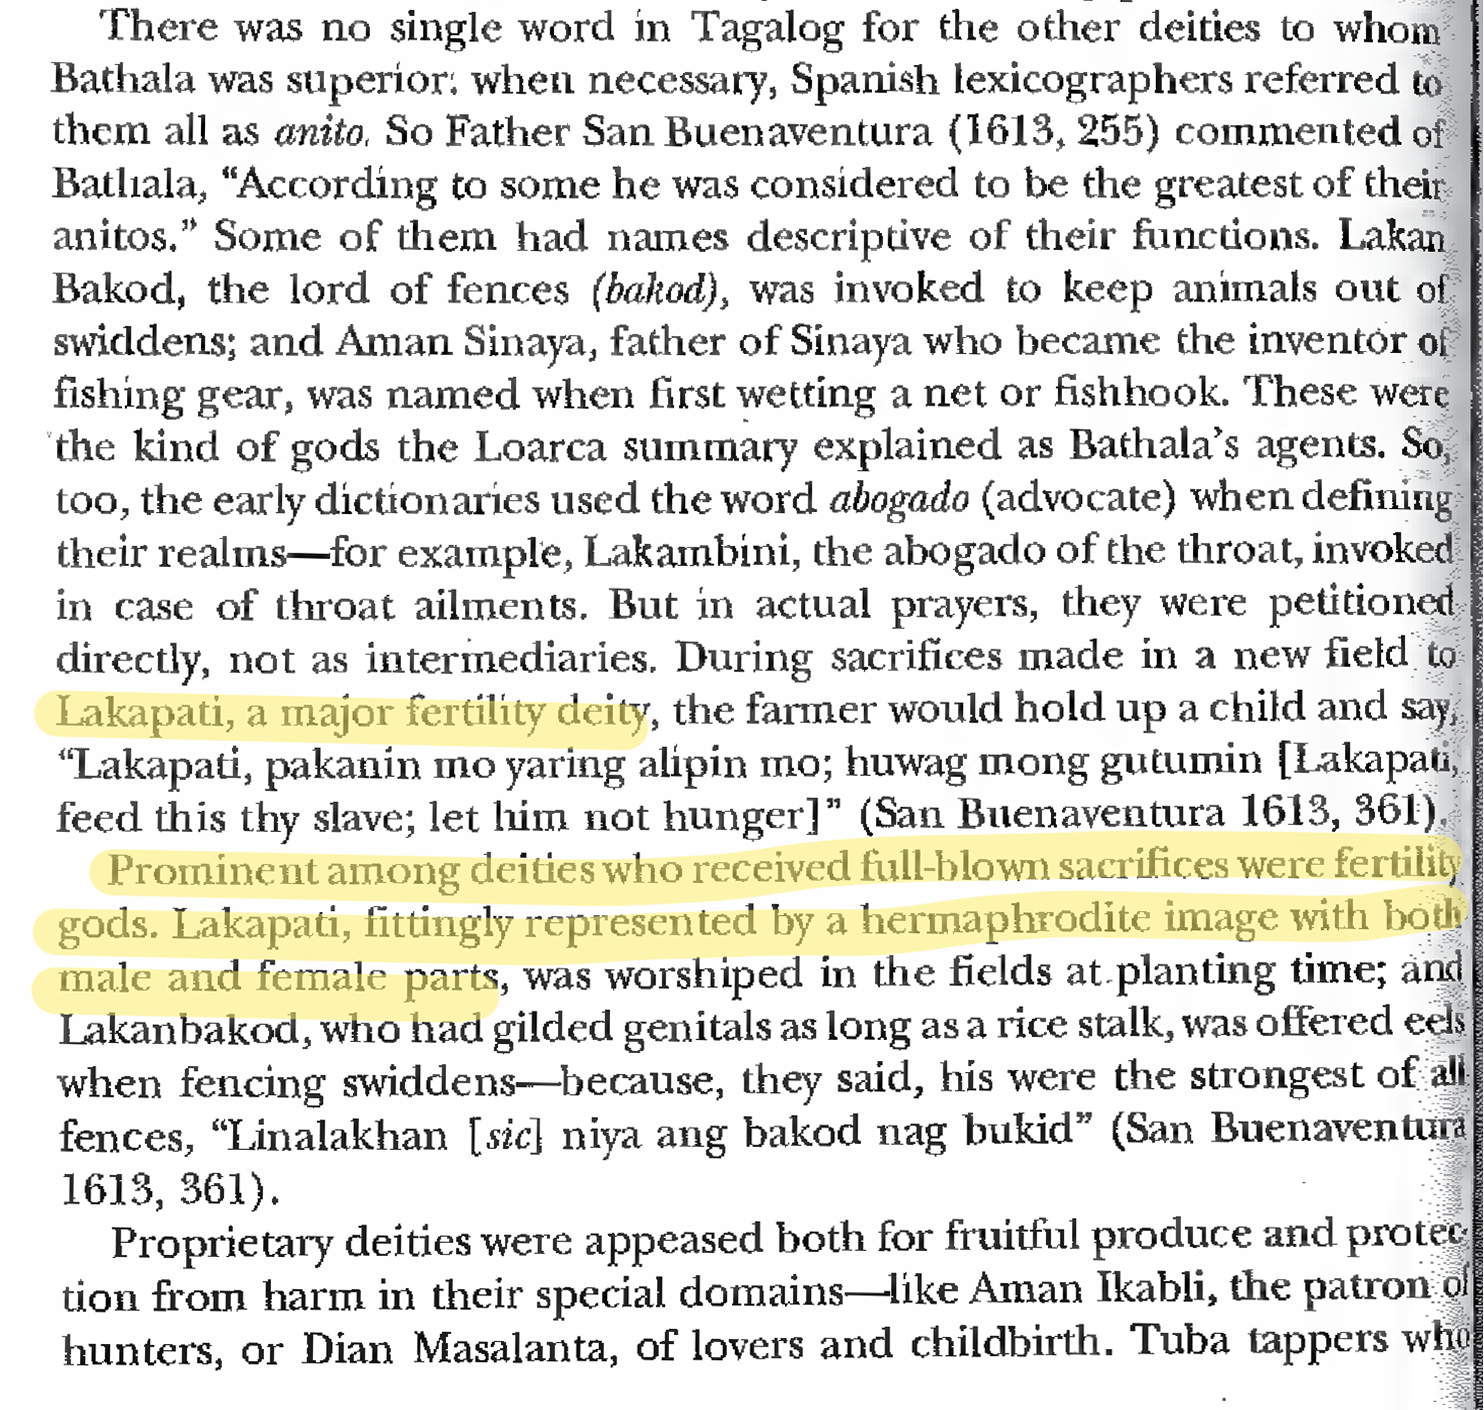 There was no single word in Tagalog for the other deities to whom
Bathala was superior: when necessary, Spanish lexicographers referred to
them all as anito. So Father San Buenaventura (1613, 255) commented of
Bathala, “According to some he was considered to be the greatest of their
anitos.” Some of them had names descriptive of their functions. Lakan
Bakod, the lord of fences (bakod), was invoked to keep animals out of
swiddens; and Aman Sinaya, father of Sinaya who became the inventor of
fishing gear, was named when first wetting a net or fishhook. These were
the kind of gods the Loarca summary explained as Bathala’s agents. So,
too, the early dictionaries used the word abogado (advocate) when defining
their realms—for example, Lakambini, the abogado of the throat, invoked
in case of throat ailments. But in actual prayers, they were petitioned
directly, not as intermediaries. During sacrifices made in a new field to
Lakapati, a major fertility deity, the farmer would hold up a child and say,
“Lakapati, pakanin mo yaring alipin mo; huwag mong gutumin [Lakapati,
feed this thy slave; let him not hunger]” (San Buenaventura 1613, 361).
Prominent among deities who received full-blown sacrifices were fertility
gods. Lakapati, fittingly represented by a hermaphrodite image with both
male and female parts, was worshiped in the fields at planting time; and
Lakanbakod, who had gilded genitals as long as a rice stalk, was offered eels
when fencing swiddens—because, they said, his were the strongest of all
fences, “Linalakhan [sic] niya ang bakod nag bukid” (San Buenaventura
1613, 361).
Proprietary deities were appeased both for fruitful produce and protec-
tion from harm in their special domains—like Aman Ikabli, the patron of
hunters, or Dian Masalanta, of lovers and childbirth. Tuba tappers who